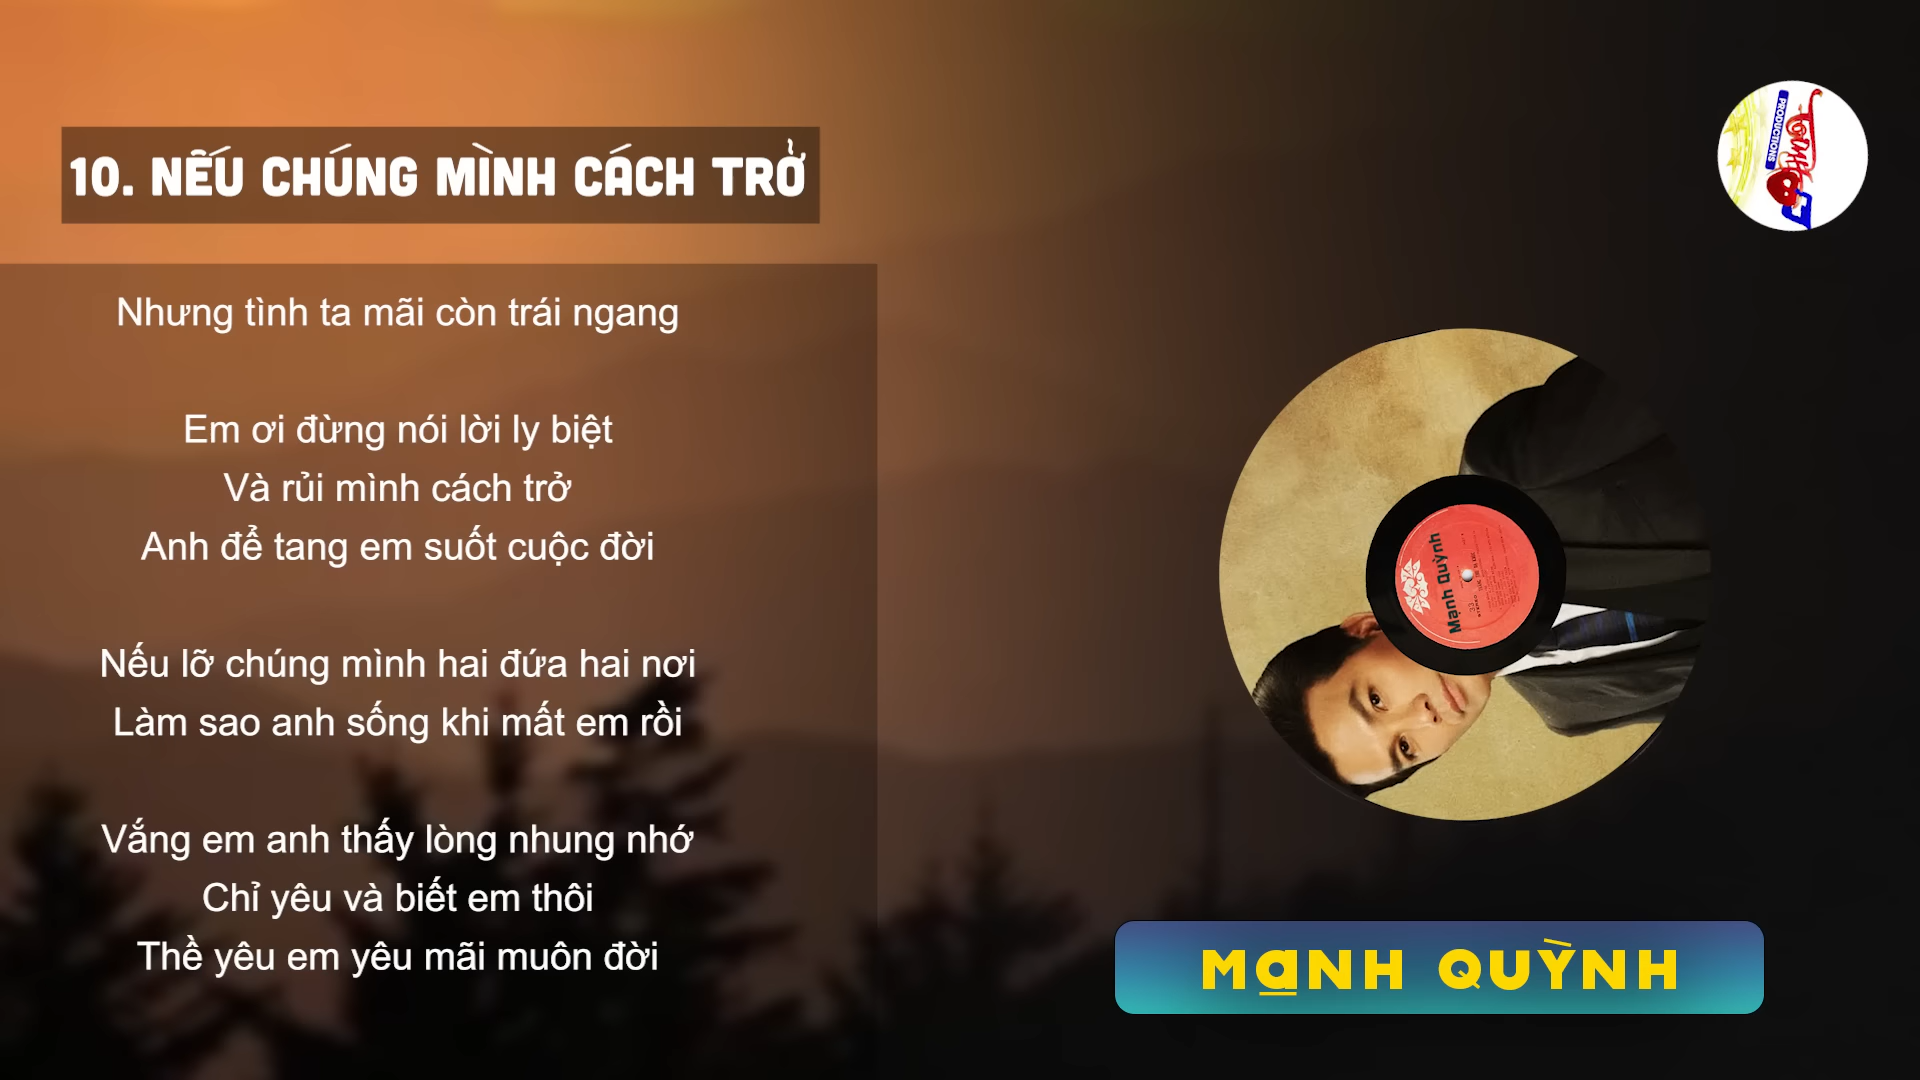 10. NẾU CHÚNG MÌNH CÁCH TRỞ
Nhưng tình ta mãi còn trái ngang
Em ơi đừng nói lời ly biệt
Và rủi mình cách trở
Anh để tang em suốt cuộc đời
Nếu lỡ chúng mình hai đứa hai nơi
Làm sao anh sống khi mất em rồi
Vắng em anh thấy lòng nhung nhớ
Chỉ yêu và biết em thôi
Thề yêu em yêu mãi muôn đời
PRODUCTIONS
Mạnh Quỳnh
STEREO
MẠNH QUỲNH